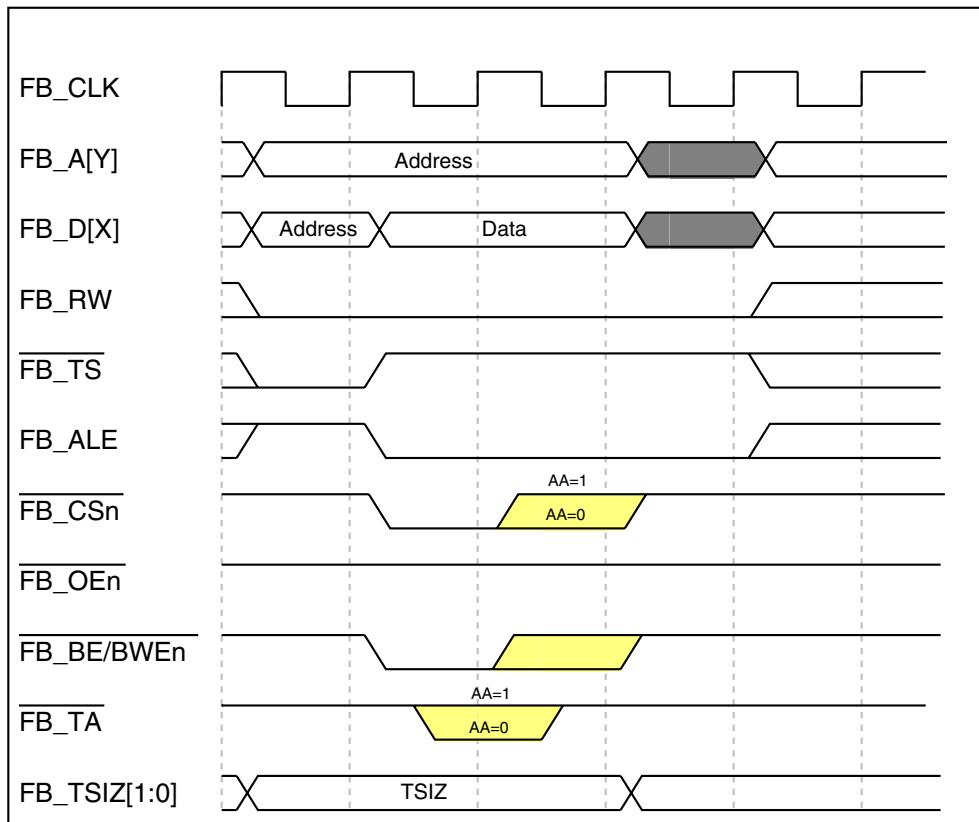 FB_CLK
FB_A[Y]
Address
FB_D[X]
Address
Data
FB_RW
FB_TS
FB_ALE
FB_CSn
AA=1
AA=0
FB_OEn
FB_BE/BWEn
FB_TA
AA=1
AA=0
FB_TSIZ[1:0]
TSIZ